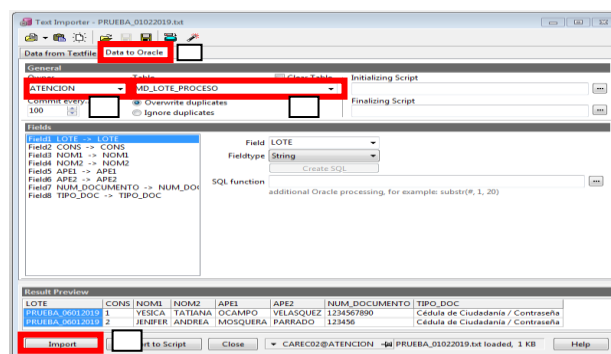 Text Importer - PRUEBA_01022019.txt
Data from Textfile Data to Oracle
General
Owner Table Clear Table Initializing Script
ATENCION MD_LOTE_PROCESO
Commit every Overwrite duplicates Finalizing Script
100 Ignore duplicates
Fields
Field1 LOTE -> LOTE
Field2 CONS -> CONS
Field3 NOM1 -> NOM1
Field4 NOM2 -> NOM2
Field5 APE1 -> APE1
Field6 APE2 -> APE2
Field7 NUM_DOCUMENTO -> NUM_DO
Field8 TIPO_DOC -> TIPO_DOC
Field LOTE
Fieldtype String
Create SQL
SQL function
additional Oracle processing, for example: substr(#, 1, 20)
Result Preview
LOTE CONS NOM1 NOM2 APE1 APE2 NUM_DOCUMENTO TIPO_DOC
PRUEBA_06012019 1 YESICA TATIANA OCAMPO VELASQUEZ 1234567890 Cédula de Ciudadanía / Contraseña
PRUEBA_06012019 2 JENIFER ANDREA MOSQUERA PARRADO 123456 Cédula de Ciudadanía / Contraseña
Import to Script Close CAREC02@ATENCION PRUEBA_01022019.txt loaded, 1 KB Help